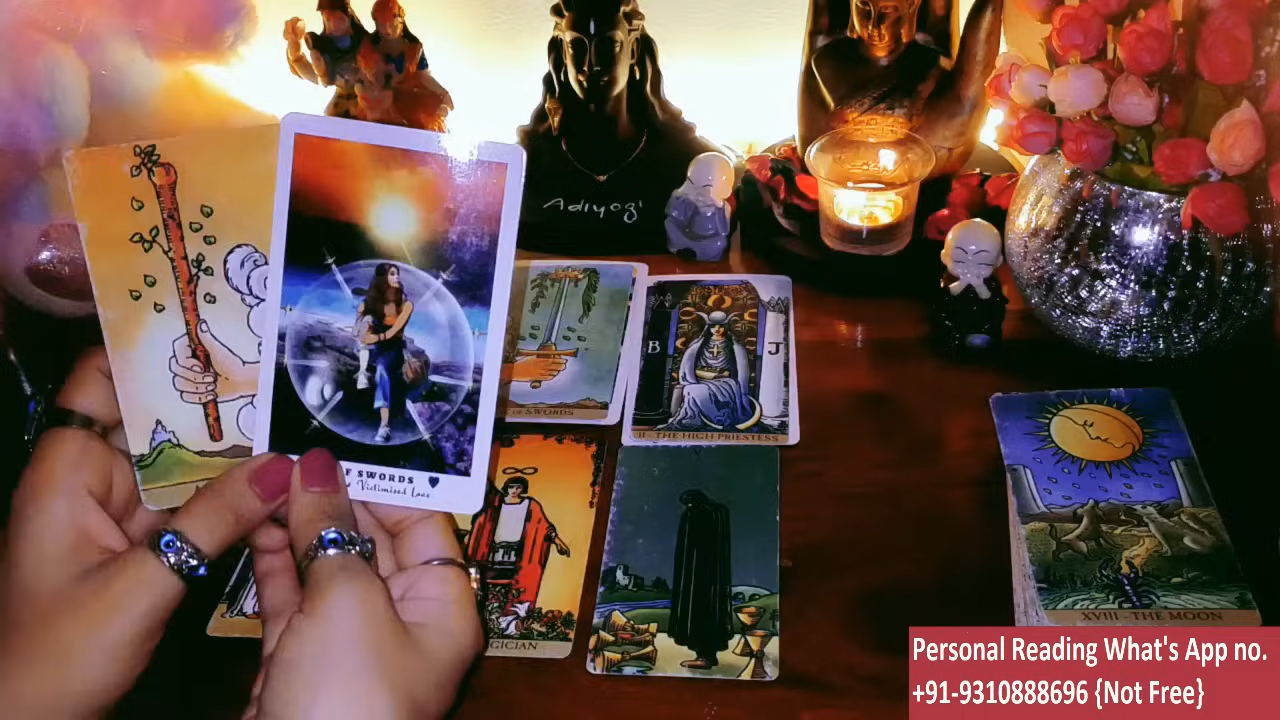 Adiyogi
F SWORDS
Victimised Love
OF SWORDS
B
J
II - THE HIGH PRIESTESS
GICIAN
XVIII - THE MOON
Personal Reading What's App no.
+91-9310888696 {Not Free}